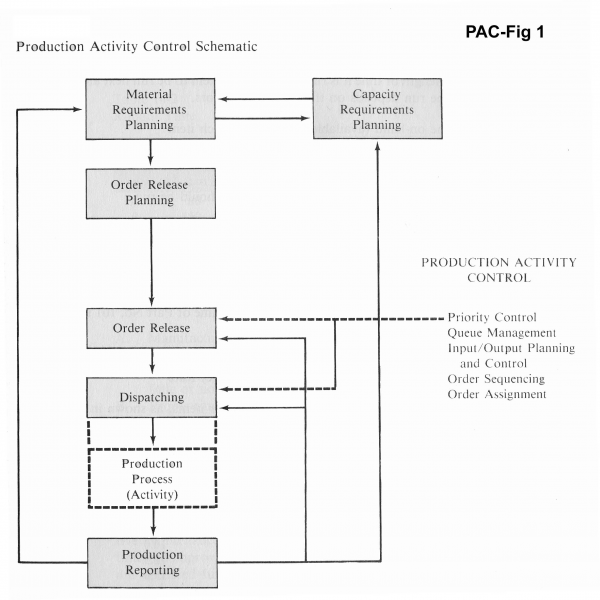 PAC-Fig 1
Production Activity Control Schematic
Material
Requirements
Planning
Capacity
Requirements
Planning
Order Release
Planning
PRODUCTION ACTIVITY
CONTROL
Order Release
Priority Control
Queue Management
Input/Output Planning
and Control
Order Sequencing
Order Assignment
Dispatching
Production
Process
(Activity)
Production
Reporting